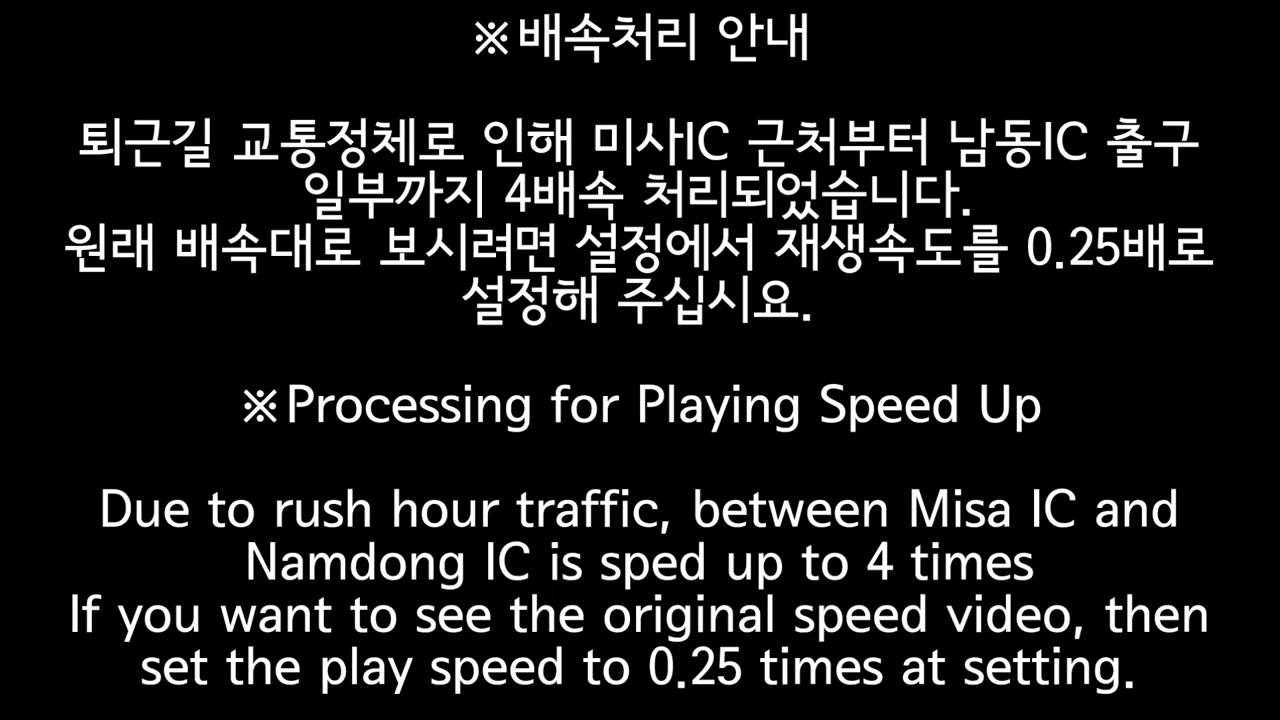 ※배속처리 안내
퇴근길 교통정체로 인해 미사IC 근처부터 남동IC 출구
일부까지 4배속 처리되었습니다.
원래 배속대로 보시려면 설정에서 재생속도를 0.25배로
설정해 주십시요.
※Processing for Playing Speed Up
Due to rush hour traffic, between Misa IC and
Namdong IC is sped up to 4 times
If you want to see the original speed video, then
set the play speed to 0.25 times at setting.